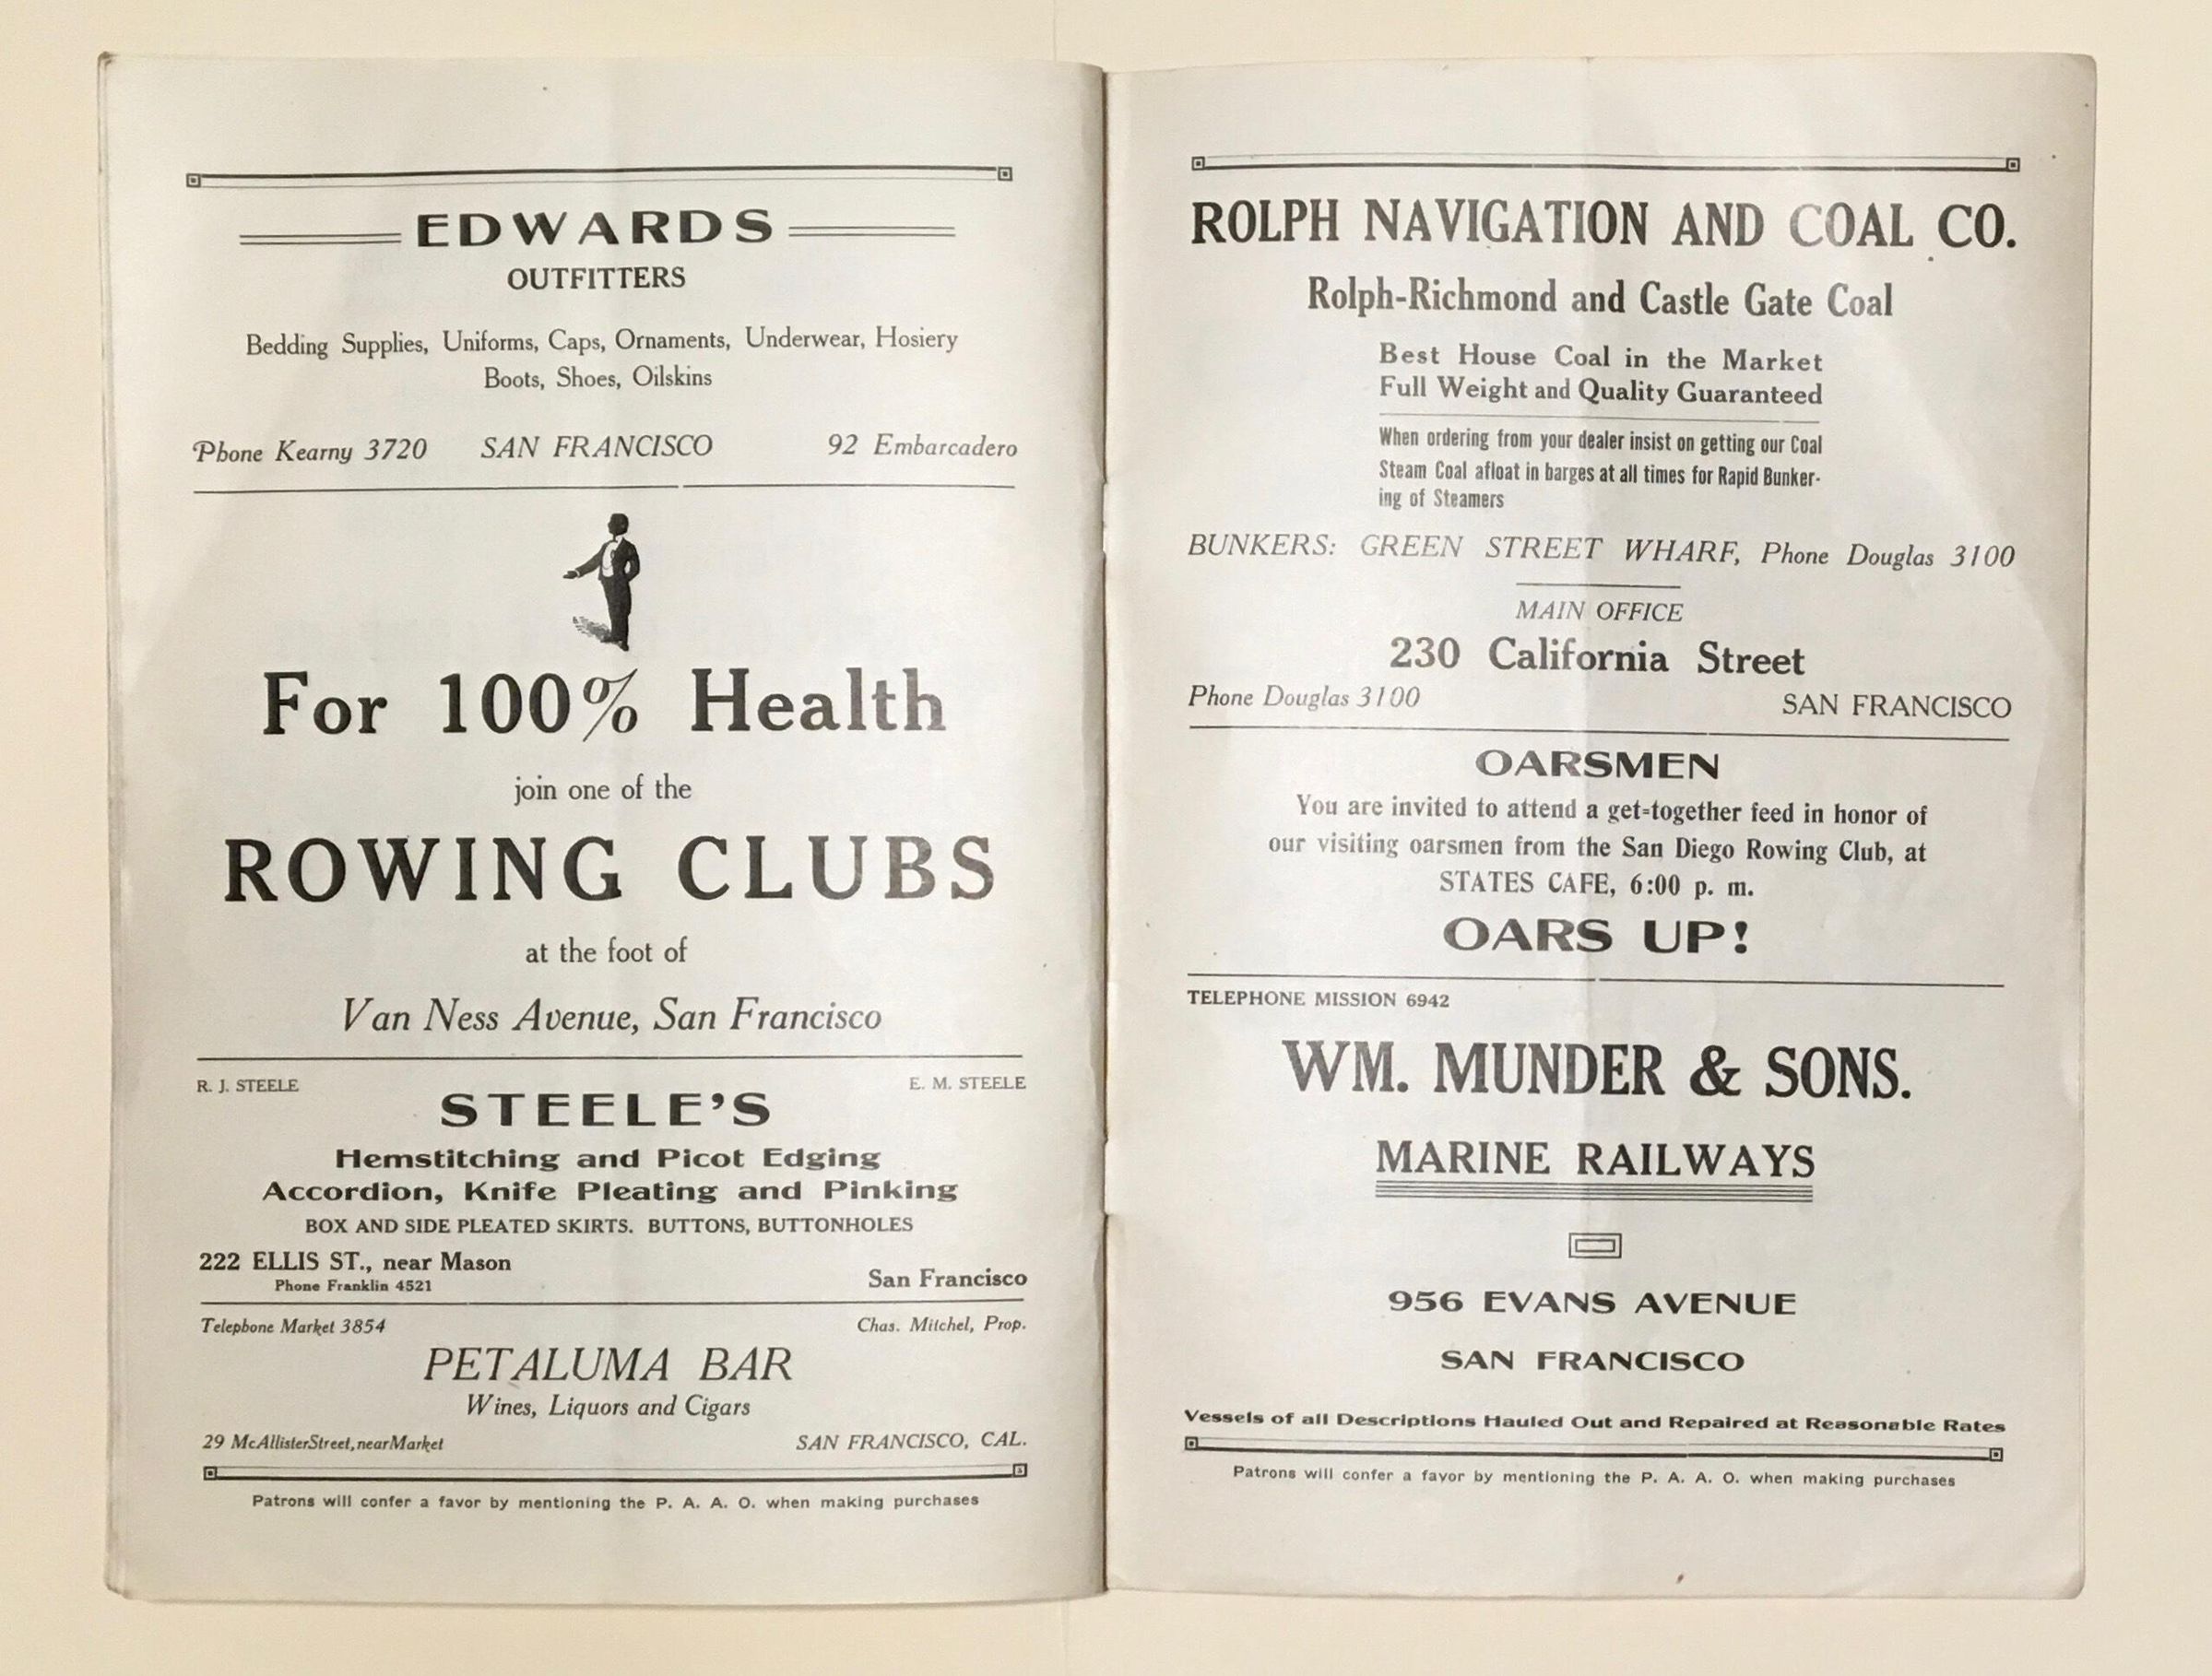 EDWARDS
OUTFITTERS
Bedding Supplies, Uniforms, Caps, Ornaments, Underwear, Hosiery
Boots, Shoes, Oilskins
Phone Kearny 3720 SAN FRANCISCO 92 Embarcadero
For 100% Health
join one of the
ROWING CLUBS
at the foot of
Van Ness Avenue, San Francisco
R. J. STEELE E. M. STEELE
STEELE'S
Hemstitching and Picot Edging
Accordion, Knife Pleating and Pinking
BOX AND SIDE PLEATED SKIRTS. BUTTONS, BUTTONHOLES
222 ELLIS ST., near Mason
Phone Franklin 4521
San Francisco
Telephone Market 3854 Chas. Mitchel, Prop.
PETALUMA BAR
Wines, Liquors and Cigars
29 McAllister Street, near Market SAN FRANCISCO, CAL.
Patrons will confer a favor by mentioning the P. A. A. O. when making purchases
ROLPH NAVIGATION AND COAL CO.
Rolph-Richmond and Castle Gate Coal
Best House Coal in the Market
Full Weight and Quality Guaranteed
When ordering from your dealer insist on getting our Coal
Steam Coal afloat in barges at all times for Rapid Bunker-
ing of Steamers
BUNKERS: GREEN STREET WHARF, Phone Douglas 3100
MAIN OFFICE
230 California Street
Phone Douglas 3100 SAN FRANCISCO
OARSMEN
You are invited to attend a get-together feed in honor of
our visiting oarsmen from the San Diego Rowing Club, at
STATES CAFE, 6:00 p. m.
OARS UP!
TELEPHONE MISSION 6942
WM. MUNDER & SONS.
MARINE RAILWAYS
956 EVANS AVENUE
SAN FRANCISCO
Vessels of all Descriptions Hauled Out and Repaired at Reasonable Rates
Patrons will confer a favor by mentioning the P. A. A. O. when making purchases